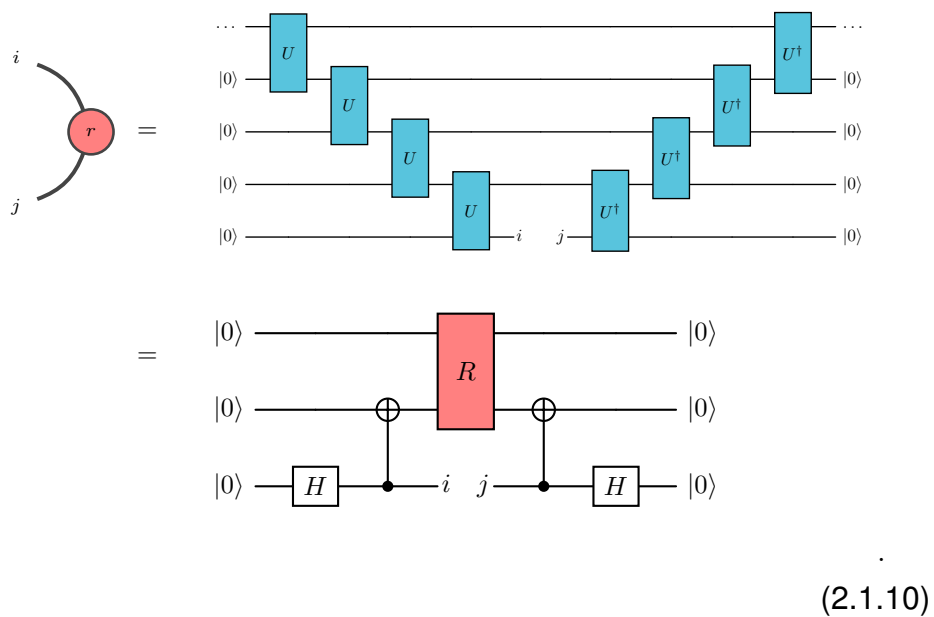 ⋯ U U† ⋯
i
|0⟩ U U† |0⟩
r = |0⟩ U U† |0⟩
|0⟩ U U† |0⟩
j |0⟩ i j |0⟩
|0⟩ |0⟩
= R
|0⟩ |0⟩
|0⟩ H i j H |0⟩
.
(2.1.10)